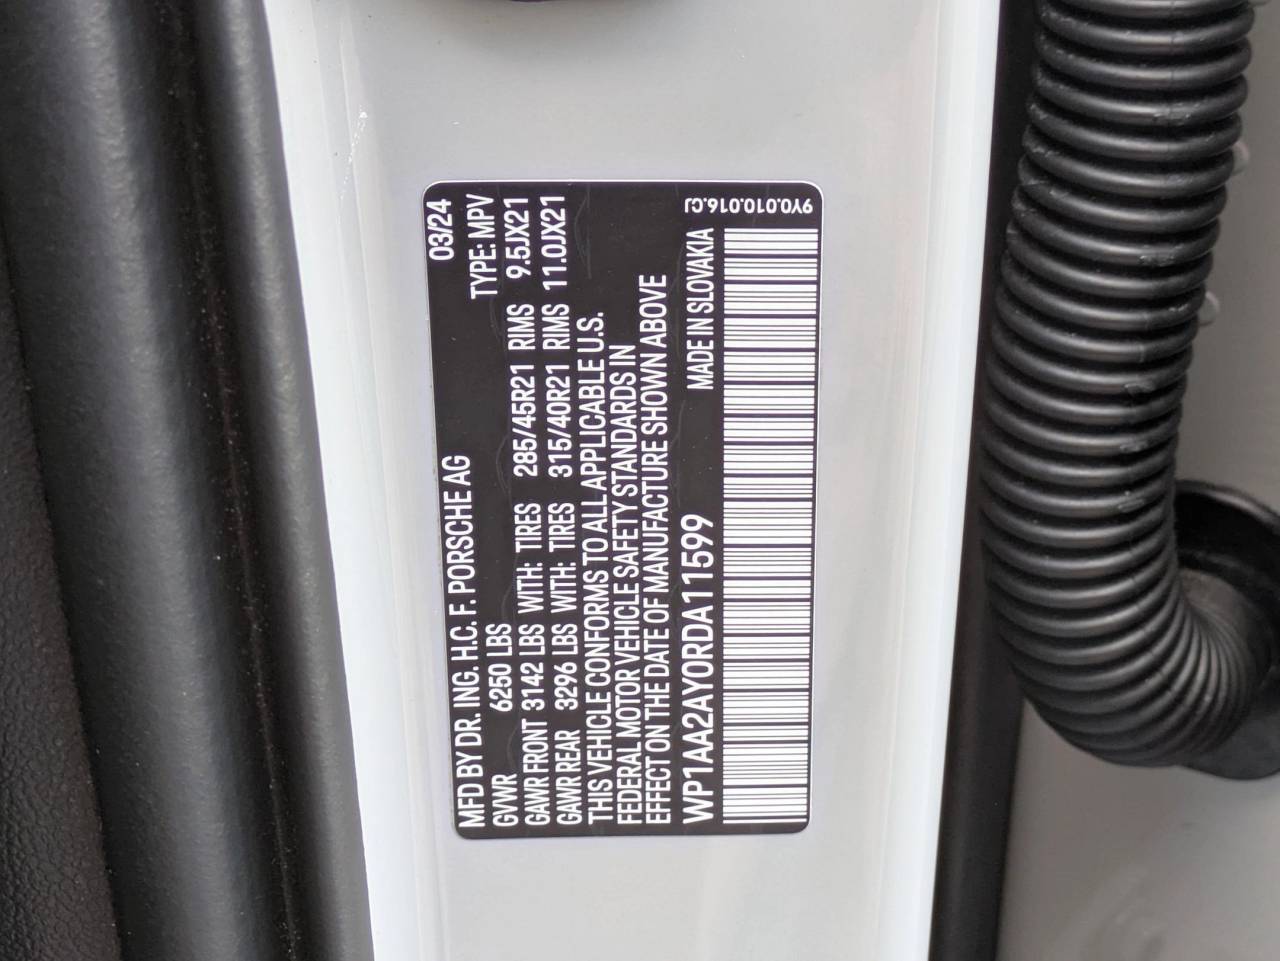 03/24
MFD BY DR. ING. H.C. F. PORSCHE AG TYPE: MPV
GVWR 6250 LBS
GAWR FRONT 3142 LBS WITH: TIRES 285/45R21 RIMS 9.5JX21
GAWR REAR 3296 LBS WITH: TIRES 315/40R21 RIMS 11.0JX21
THIS VEHICLE CONFORMS TO ALL APPLICABLE U.S.
FEDERAL MOTOR VEHICLE SAFETY STANDARDS IN
EFFECT ON THE DATE OF MANUFACTURE SHOWN ABOVE
WP1AA2AY0RDA11599 MADE IN SLOVAKIA
9Y0.010.016.CJ